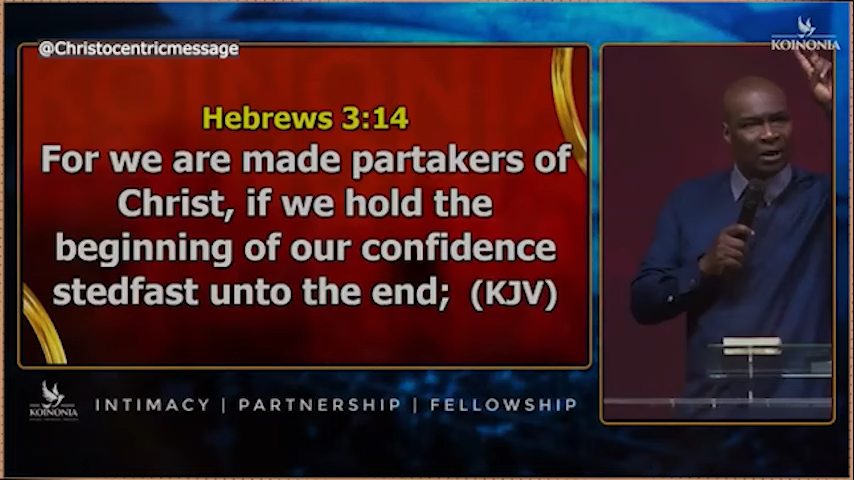 @Christocentricmessage
KOINONIA
Hebrews 3:14
For we are made partakers of
Christ, if we hold the
beginning of our confidence
stedfast unto the end; (KJV)
KOINONIA
INTIMACY | PARTNERSHIP | FELLOWSHIP